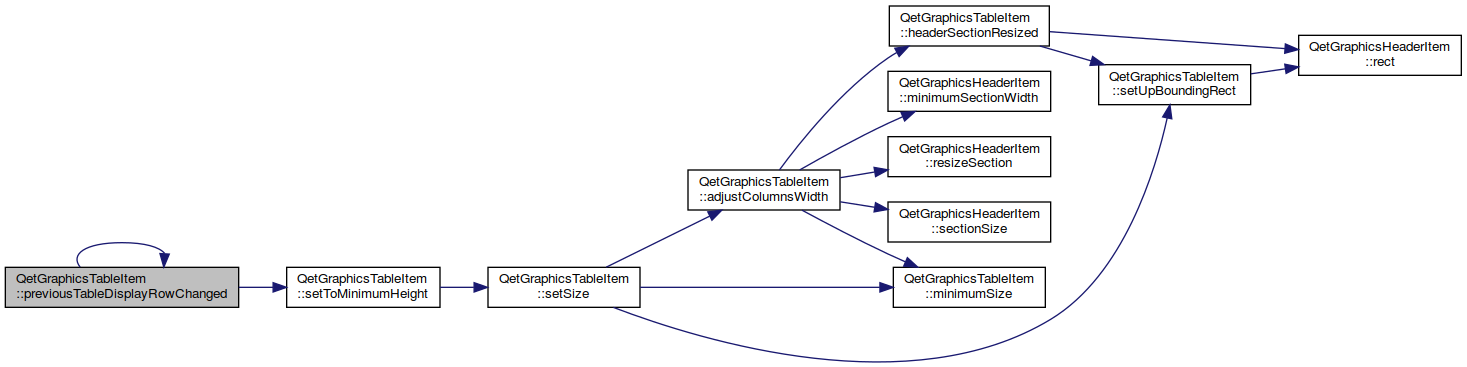 QetGraphicsTableItem
::previousTableDisplayRowChanged
QetGraphicsTableItem
::setToMinimumHeight
QetGraphicsTableItem
::setSize
QetGraphicsTableItem
::adjustColumnsWidth
QetGraphicsTableItem
::headerSectionResized
QetGraphicsHeaderItem
::minimumSectionWidth
QetGraphicsHeaderItem
::resizeSection
QetGraphicsHeaderItem
::sectionSize
QetGraphicsTableItem
::minimumSize
QetGraphicsTableItem
::setUpBoundingRect
QetGraphicsHeaderItem
::rect